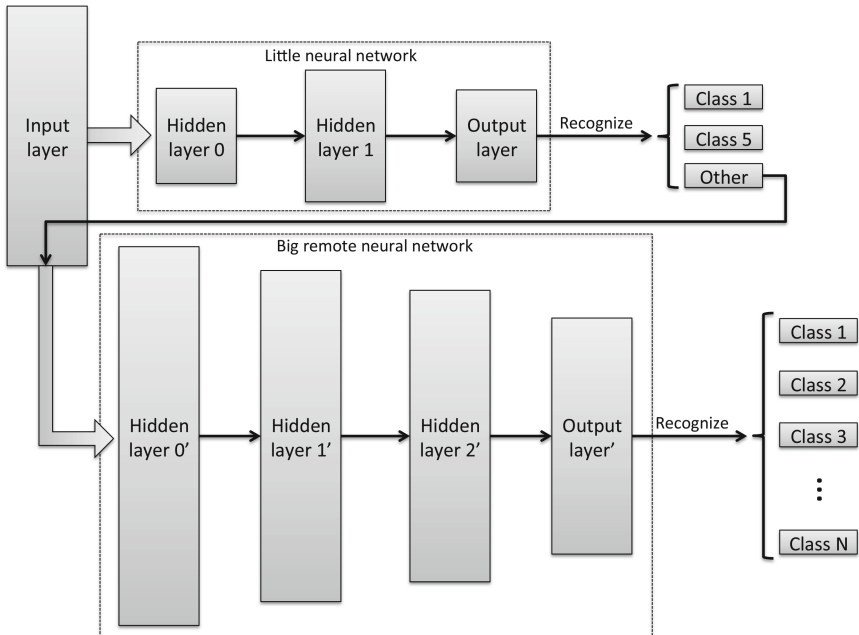 Little neural network
Input
layer
Hidden
layer 0
Hidden
layer 1
Output
layer
Recognize
Class 1
Class 5
Other
Big remote neural network
Hidden
layer 0’
Hidden
layer 1’
Hidden
layer 2’
Output
layer’
Recognize
Class 1
Class 2
Class 3
⋮
Class N